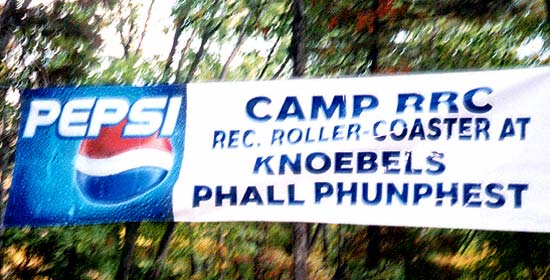 PEPSI
CAMP RRC
REC. ROLLER-COASTER AT
KNOEBELS
PHALL PHUNPHEST